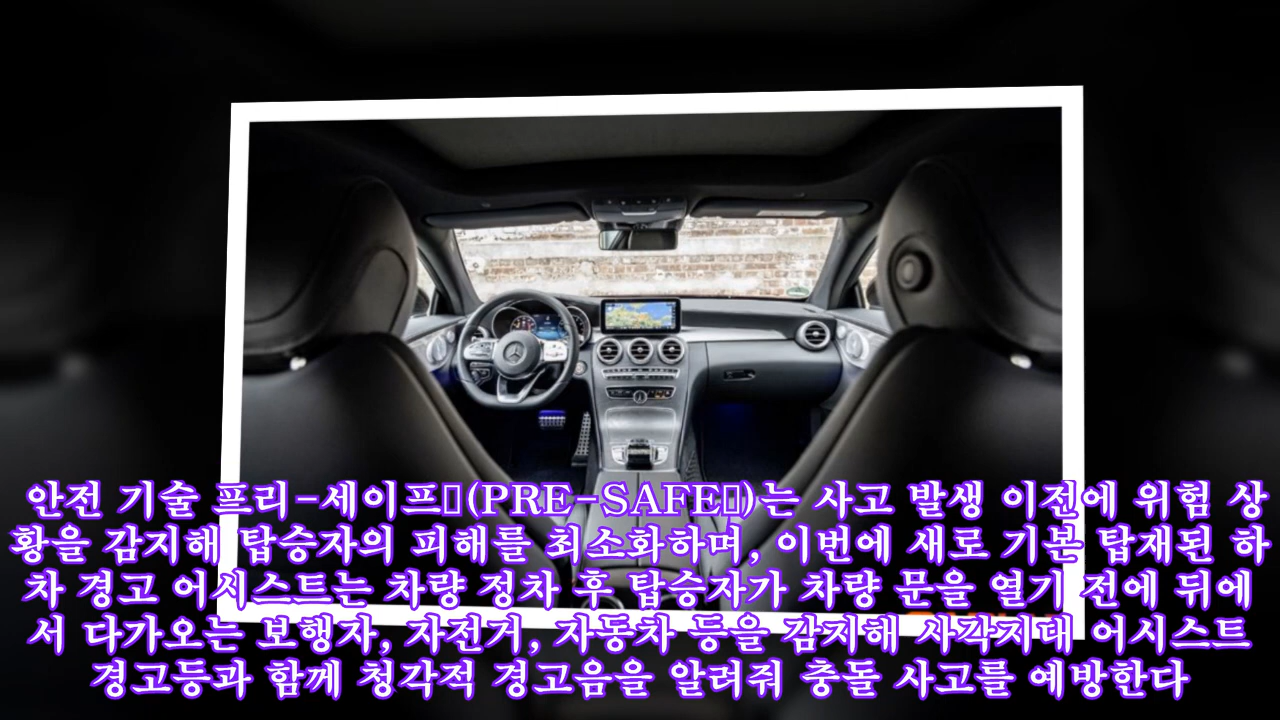 안전 기술 프리-세이프▯(PRE-SAFE▯)는 사고 발생 이전에 위험 상
황을 감지해 탑승자의 피해를 최소화하며, 이번에 새로 기본 탑재된 하
차 경고 어시스트는 차량 정차 후 탑승자가 차량 문을 열기 전에 뒤에
서 다가오는 보행자, 자전거, 자동차 등을 감지해 사각지대 어시스트
경고등과 함께 청각적 경고음을 알려줘 충돌 사고를 예방한다